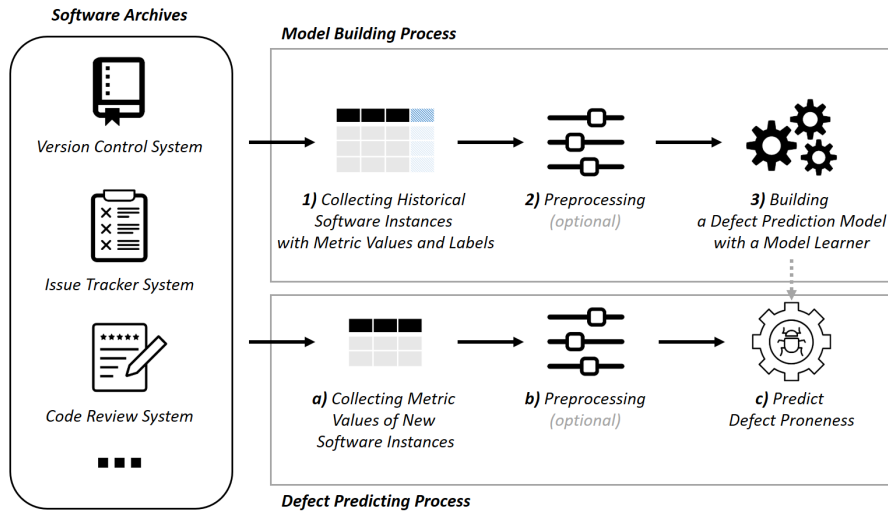 Software Archives
Version Control System
Issue Tracker System
Code Review System
Model Building Process
1) Collecting Historical
Software Instances
with Metric Values and Labels
2) Preprocessing
(optional)
3) Building
a Defect Prediction Model
with a Model Learner
a) Collecting Metric
Values of New
Software Instances
b) Preprocessing
(optional)
c) Predict
Defect Proneness
Defect Predicting Process